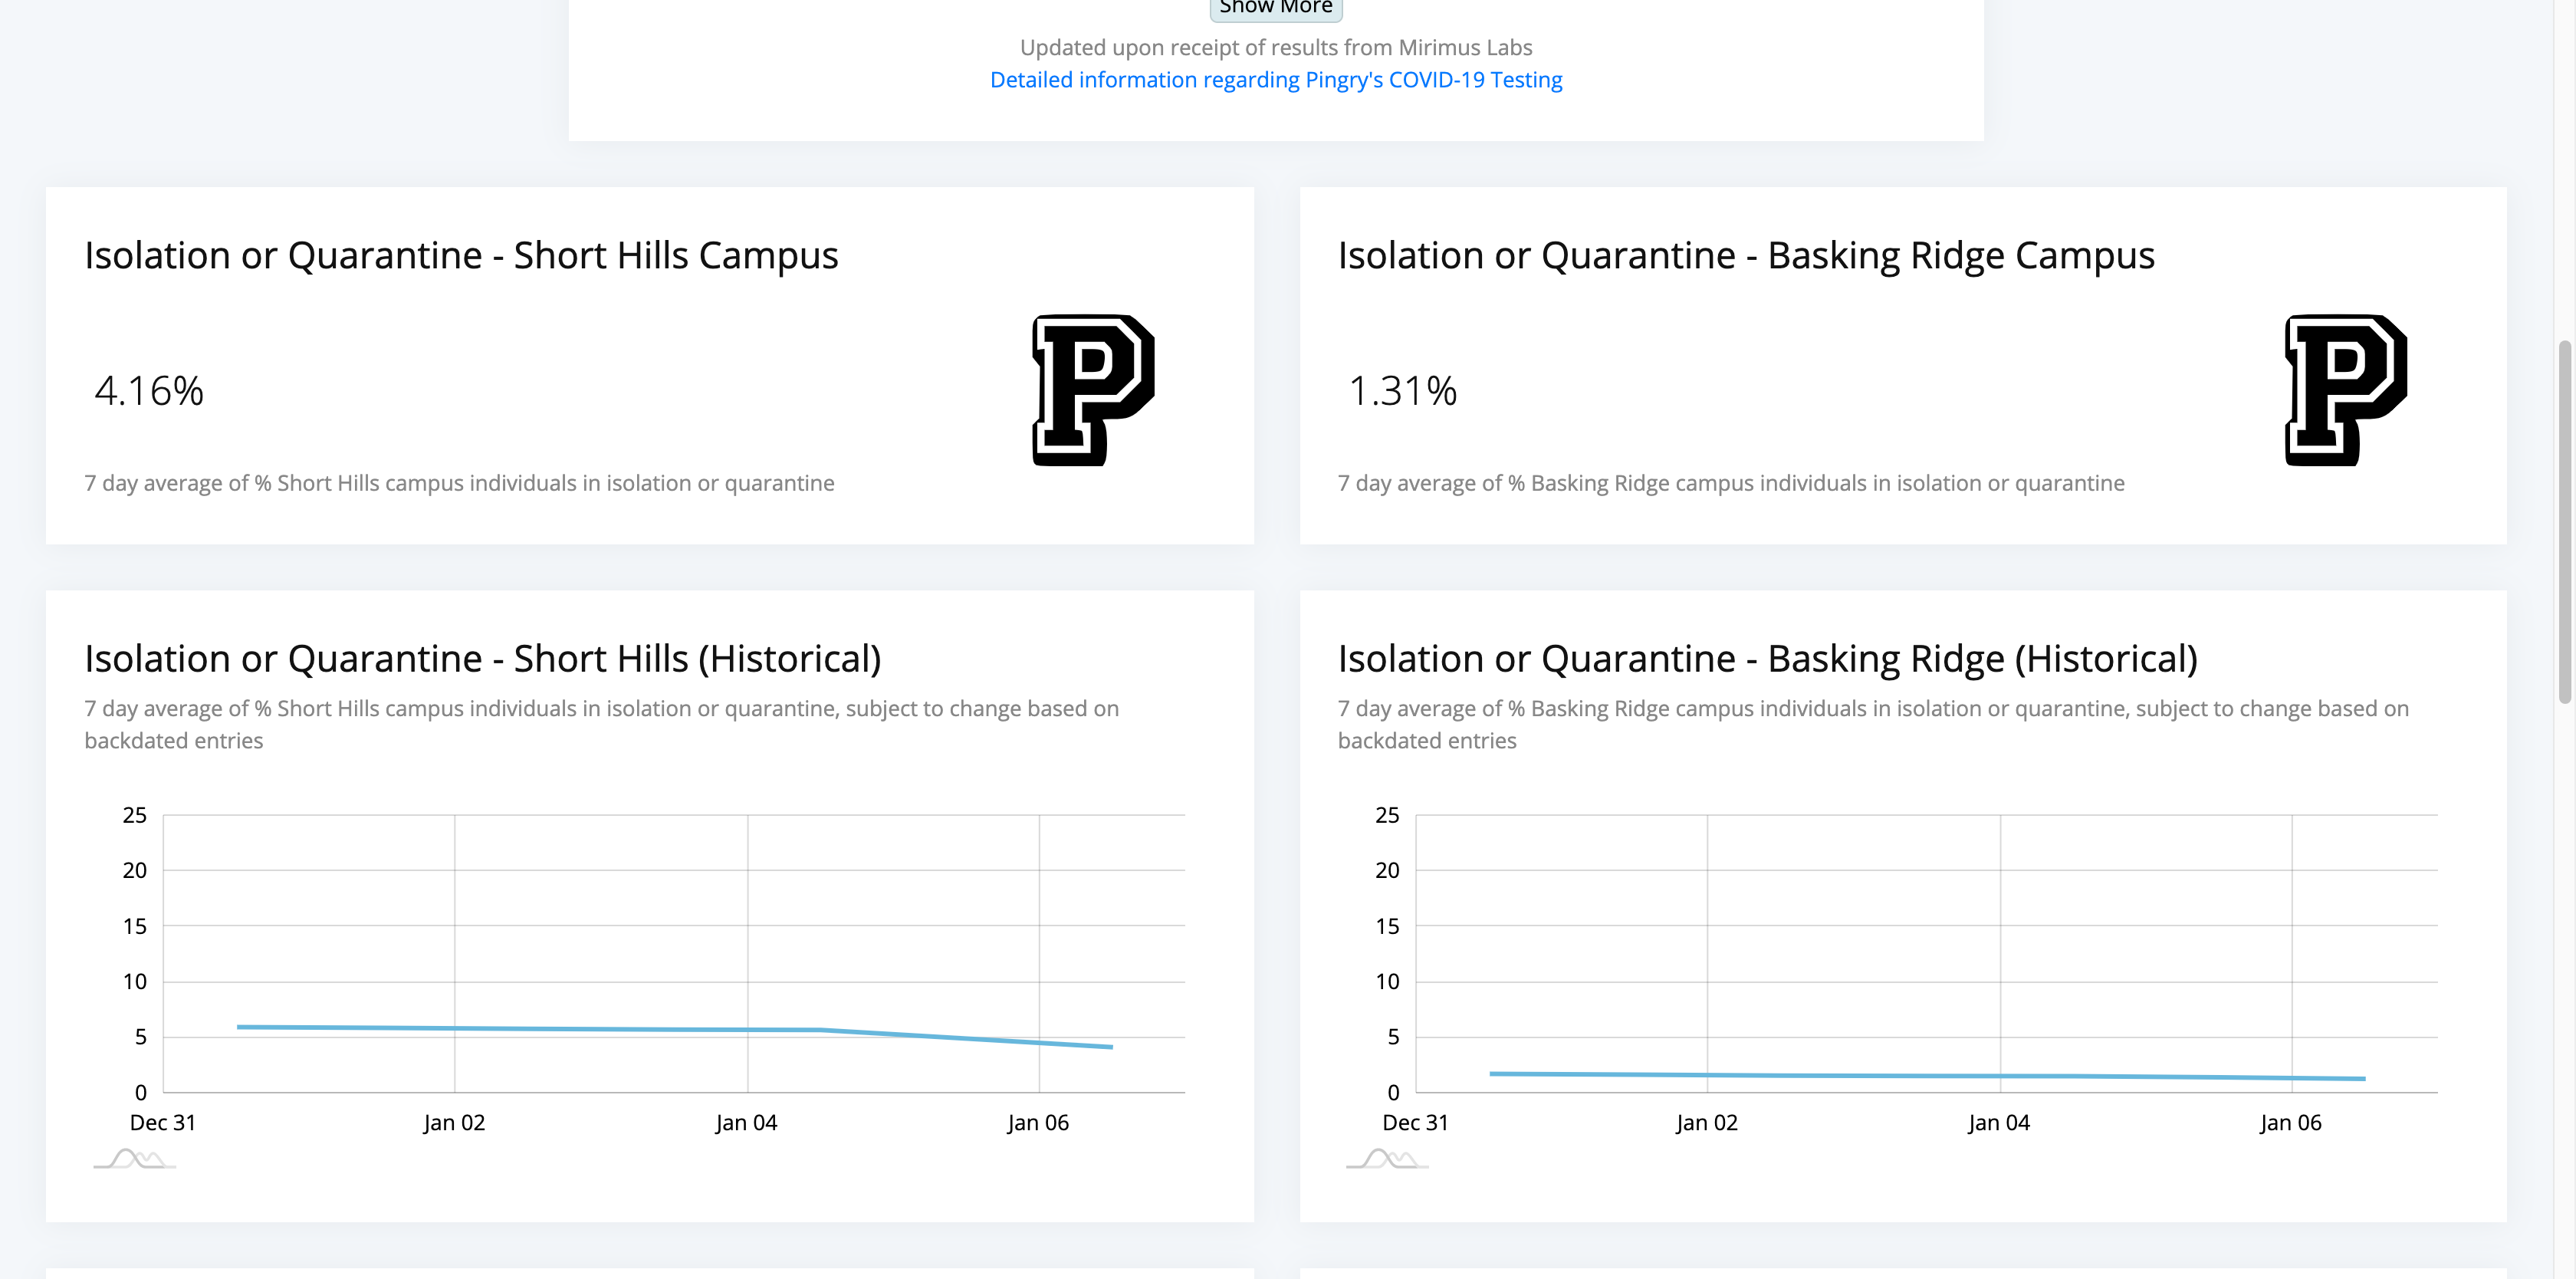 Show More
Updated upon receipt of results from Mirimus Labs
Detailed information regarding Pingry's COVID-19 Testing
Isolation or Quarantine - Short Hills Campus
4.16%
P
7 day average of % Short Hills campus individuals in isolation or quarantine
Isolation or Quarantine - Basking Ridge Campus
1.31%
P
7 day average of % Basking Ridge campus individuals in isolation or quarantine
Isolation or Quarantine - Short Hills (Historical)
7 day average of % Short Hills campus individuals in isolation or quarantine, subject to change based on
backdated entries
25
20
15
10
5
0
Dec 31 Jan 02 Jan 04 Jan 06
Isolation or Quarantine - Basking Ridge (Historical)
7 day average of % Basking Ridge campus individuals in isolation or quarantine, subject to change based on
backdated entries
25
20
15
10
5
0
Dec 31 Jan 02 Jan 04 Jan 06